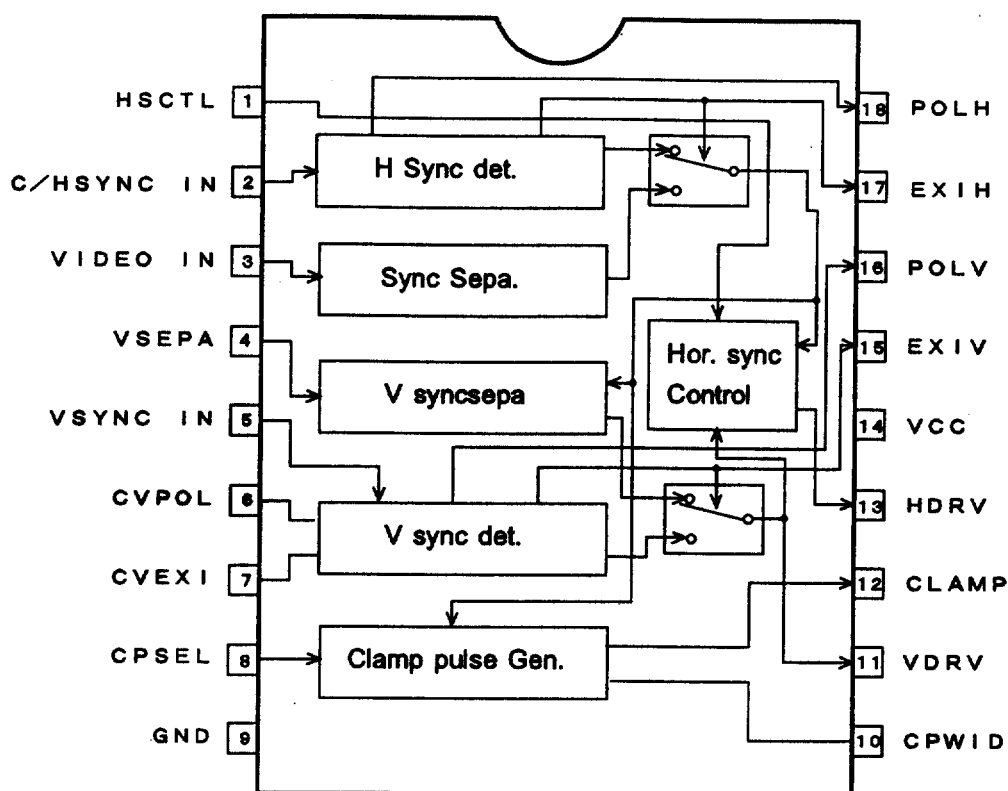 HSCTL 1
C/HSYNC IN 2
VIDEO IN 3
VSEPA 4
VSYNC IN 5
CVPOL 6
CVEXI 7
CPSEL 8
GND 9
H Sync det.
Sync Sepa.
V syncsepa
V sync det.
Clamp pulse Gen.
Hor. sync
Control
18 POLH
17 EXIH
16 POLV
15 EXIV
14 VCC
13 HDRV
12 CLAMP
11 VDRV
10 CPWID